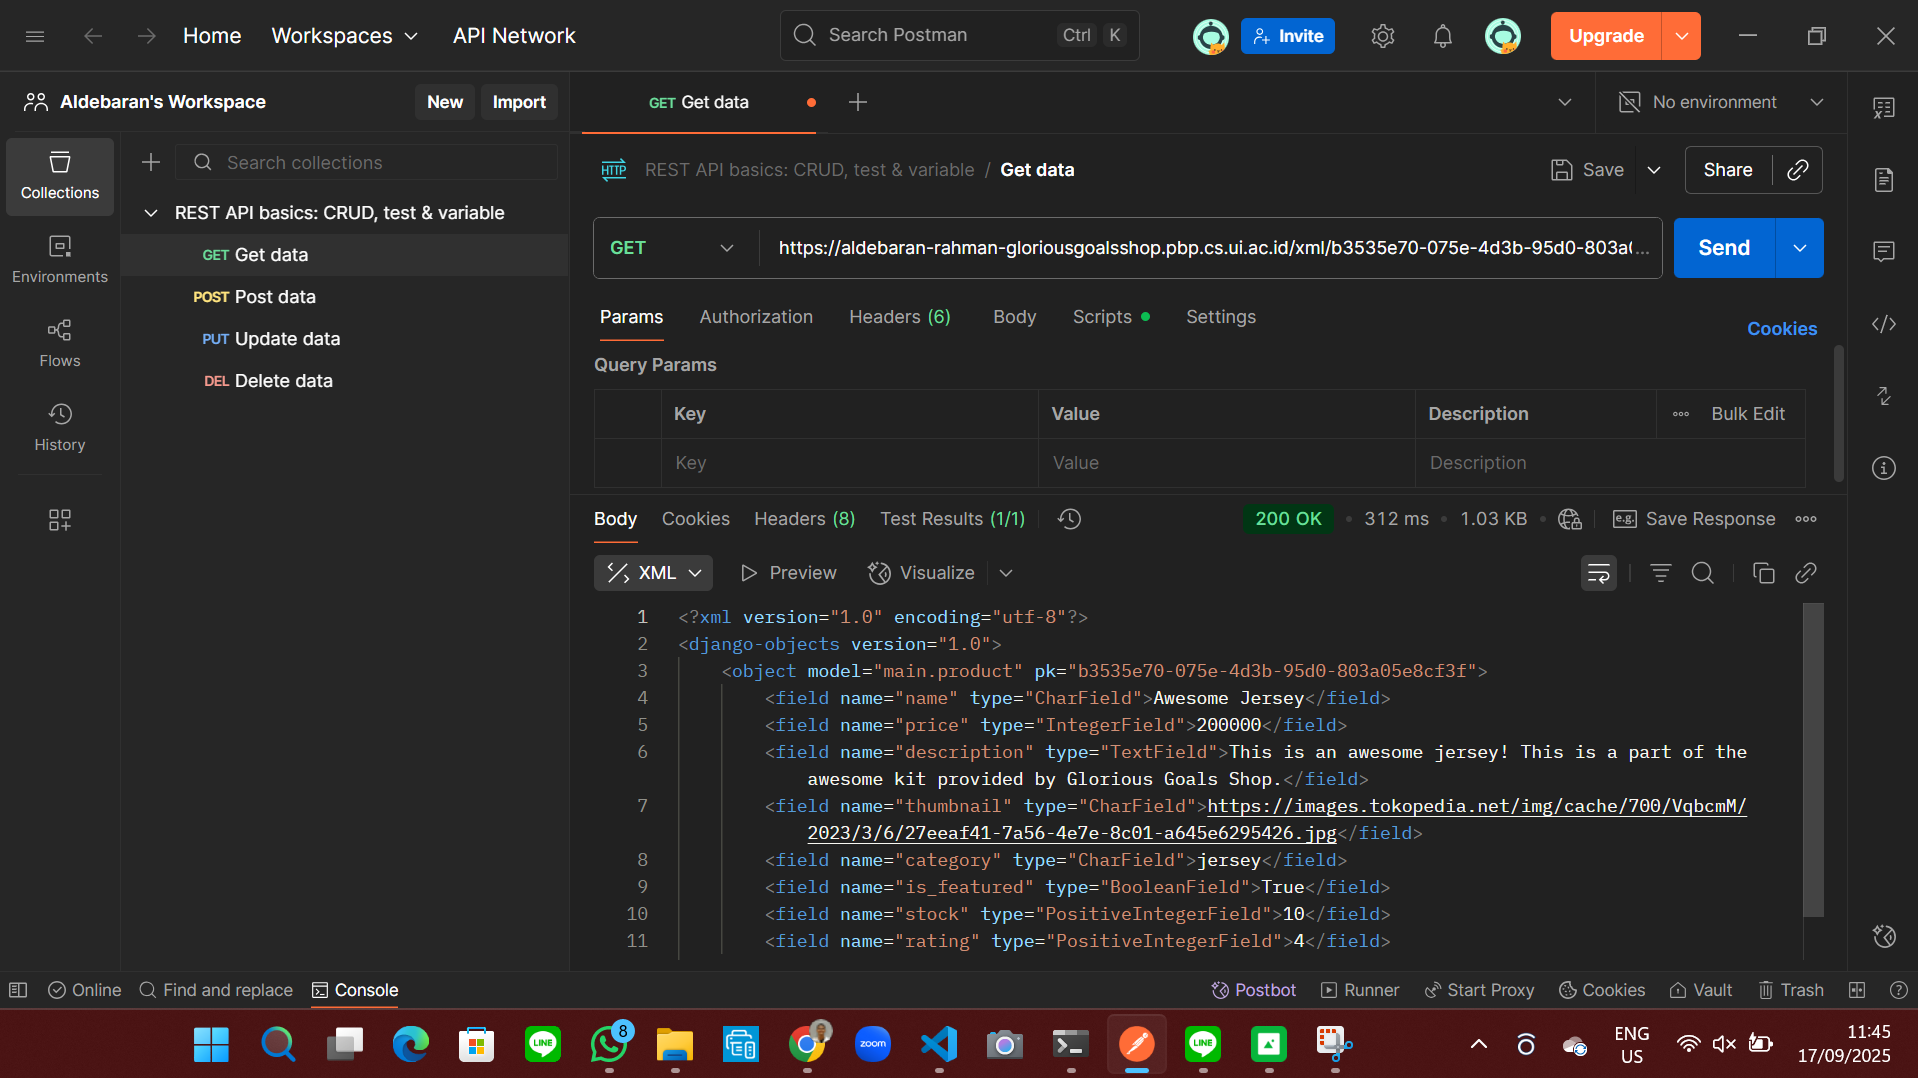 Home
Workspaces
API Network
Search Postman
Ctrl K
Invite
Upgrade
Aldebaran's Workspace
New
Import
GET Get data
No environment
Collections
Environments
Flows
History
Search collections
REST API basics: CRUD, test & variable
GET Get data
POST Post data
PUT Update data
DEL Delete data
HTTP REST API basics: CRUD, test & variable / Get data
Save
Share
GET
https://aldebaran-rahman-gloriousgoalsshop.pbp.cs.ui.ac.id/xml/b3535e70-075e-4d3b-95d0-803a0...
Send
Params Authorization Headers (6) Body Scripts Settings
Cookies
Query Params
Key Value Description Bulk Edit
Key Value Description
Body Cookies Headers (8) Test Results (1/1)
200 OK • 312 ms • 1.03 KB • e.g. Save Response
XML Preview Visualize
1 <?xml version="1.0" encoding="utf-8"?>
2 <django-objects version="1.0">
3 <object model="main.product" pk="b3535e70-075e-4d3b-95d0-803a05e8cf3f">
4 <field name="name" type="CharField">Awesome Jersey</field>
5 <field name="price" type="IntegerField">200000</field>
6 <field name="description" type="TextField">This is an awesome jersey! This is a part of the
awesome kit provided by Glorious Goals Shop.</field>
7 <field name="thumbnail" type="CharField">https://images.tokopedia.net/img/cache/700/VqbcmM/
2023/3/6/27eeaf41-7a56-4e7e-8c01-a645e6295426.jpg</field>
8 <field name="category" type="CharField">jersey</field>
9 <field name="is_featured" type="BooleanField">True</field>
10 <field name="stock" type="PositiveIntegerField">10</field>
11 <field name="rating" type="PositiveIntegerField">4</field>
Online Find and replace Console
Postbot Runner Start Proxy Cookies Vault Trash
LINE
8
zoom
LINE
ENG
US
11:45
17/09/2025